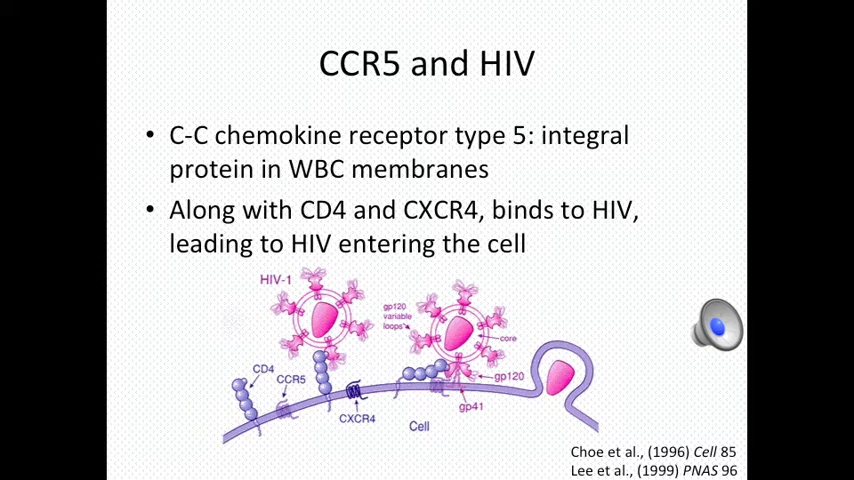 CCR5 and HIV
• C-C chemokine receptor type 5: integral
protein in WBC membranes
• Along with CD4 and CXCR4, binds to HIV,
leading to HIV entering the cell
HIV-1
gp120
variable
loops
core
CD4
CCR5
gp120
gp41
CXCR4
Cell
Choe et al., (1996) Cell 85
Lee et al., (1999) PNAS 96